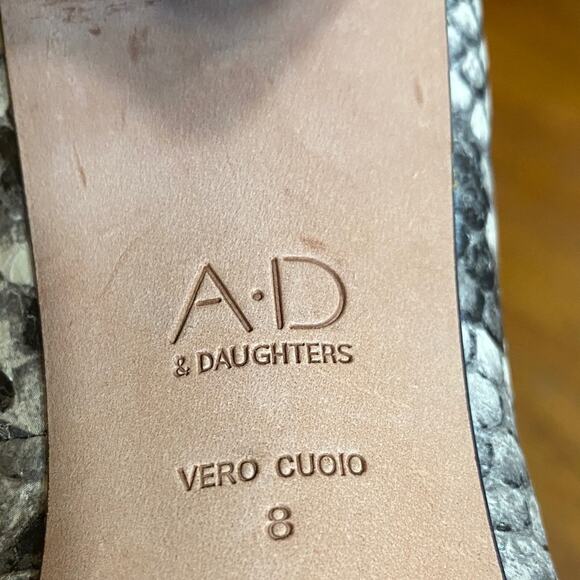 A·D
& DAUGHTERS
VERO CUOIO
8